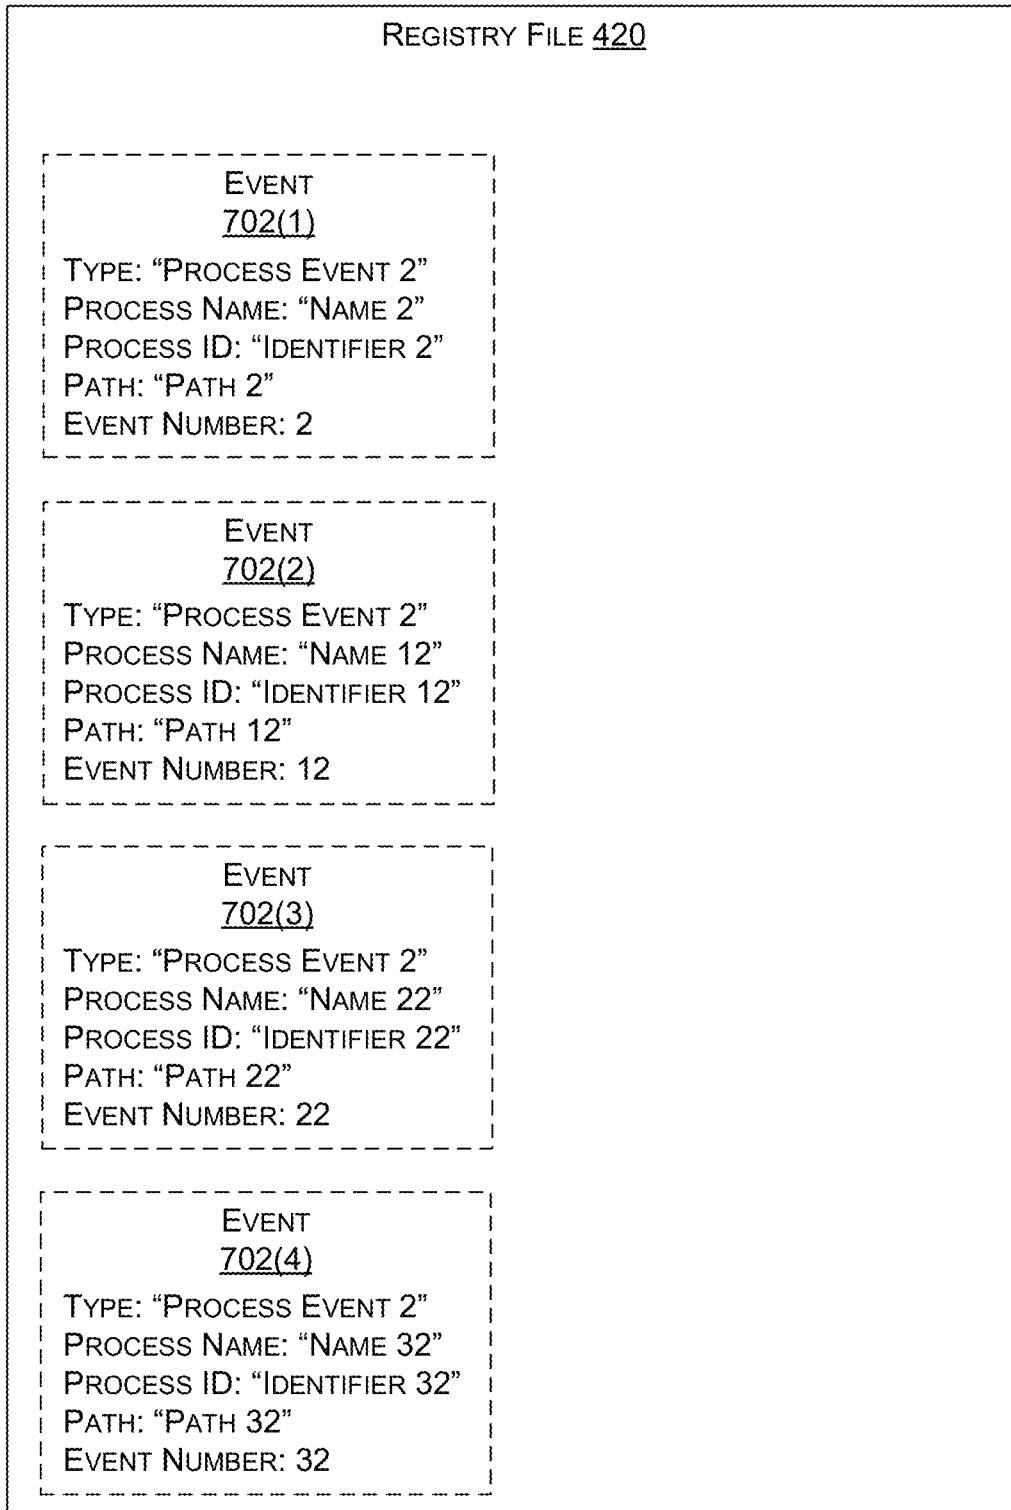 REGISTRY FILE 420
EVENT
702(1)
TYPE: “PROCESS EVENT 2”
PROCESS NAME: “NAME 2”
PROCESS ID: “IDENTIFIER 2”
PATH: “PATH 2”
EVENT NUMBER: 2
EVENT
702(2)
TYPE: “PROCESS EVENT 2”
PROCESS NAME: “NAME 12”
PROCESS ID: “IDENTIFIER 12”
PATH: “PATH 12”
EVENT NUMBER: 12
EVENT
702(3)
TYPE: “PROCESS EVENT 2”
PROCESS NAME: “NAME 22”
PROCESS ID: “IDENTIFIER 22”
PATH: “PATH 22”
EVENT NUMBER: 22
EVENT
702(4)
TYPE: “PROCESS EVENT 2”
PROCESS NAME: “NAME 32”
PROCESS ID: “IDENTIFIER 32”
PATH: “PATH 32”
EVENT NUMBER: 32